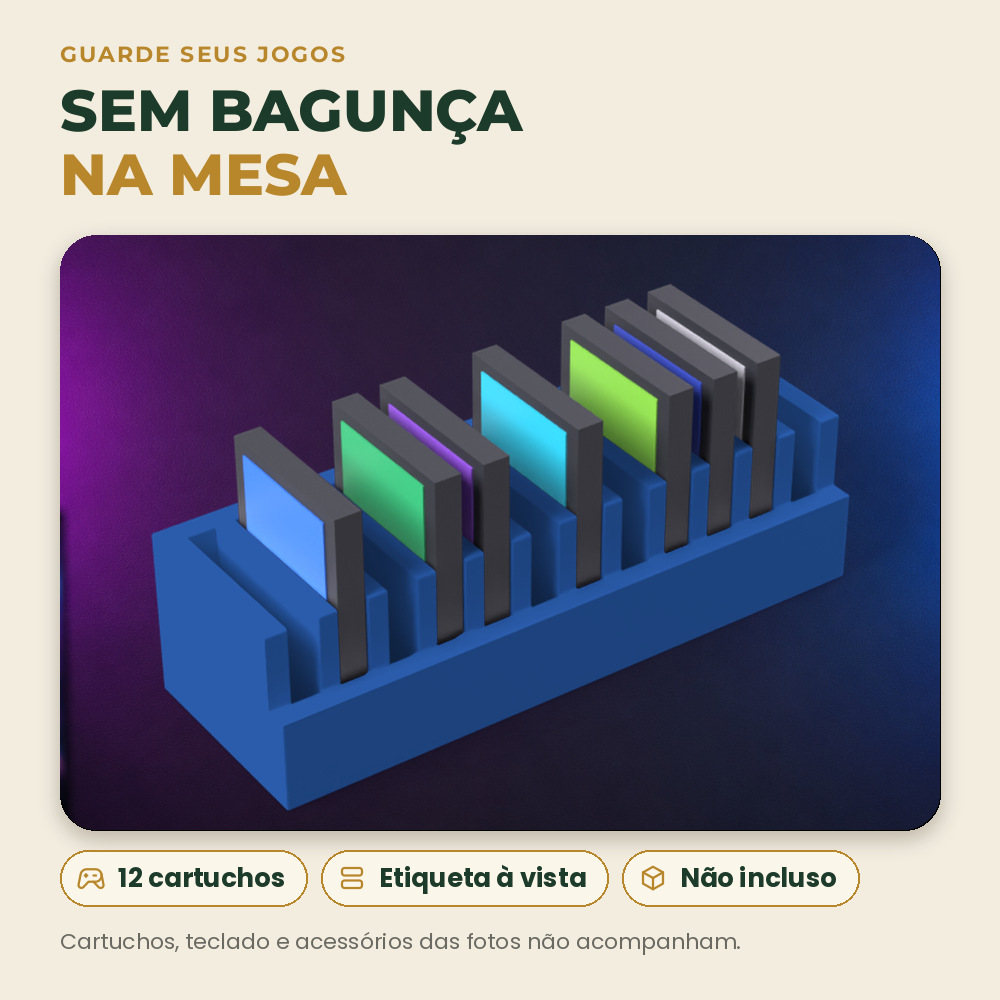 GUARDE SEUS JOGOS
SEM BAGUNÇA
NA MESA
12 cartuchos
Etiqueta à vista
Não incluso
Cartuchos, teclado e acessórios das fotos não acompanham.